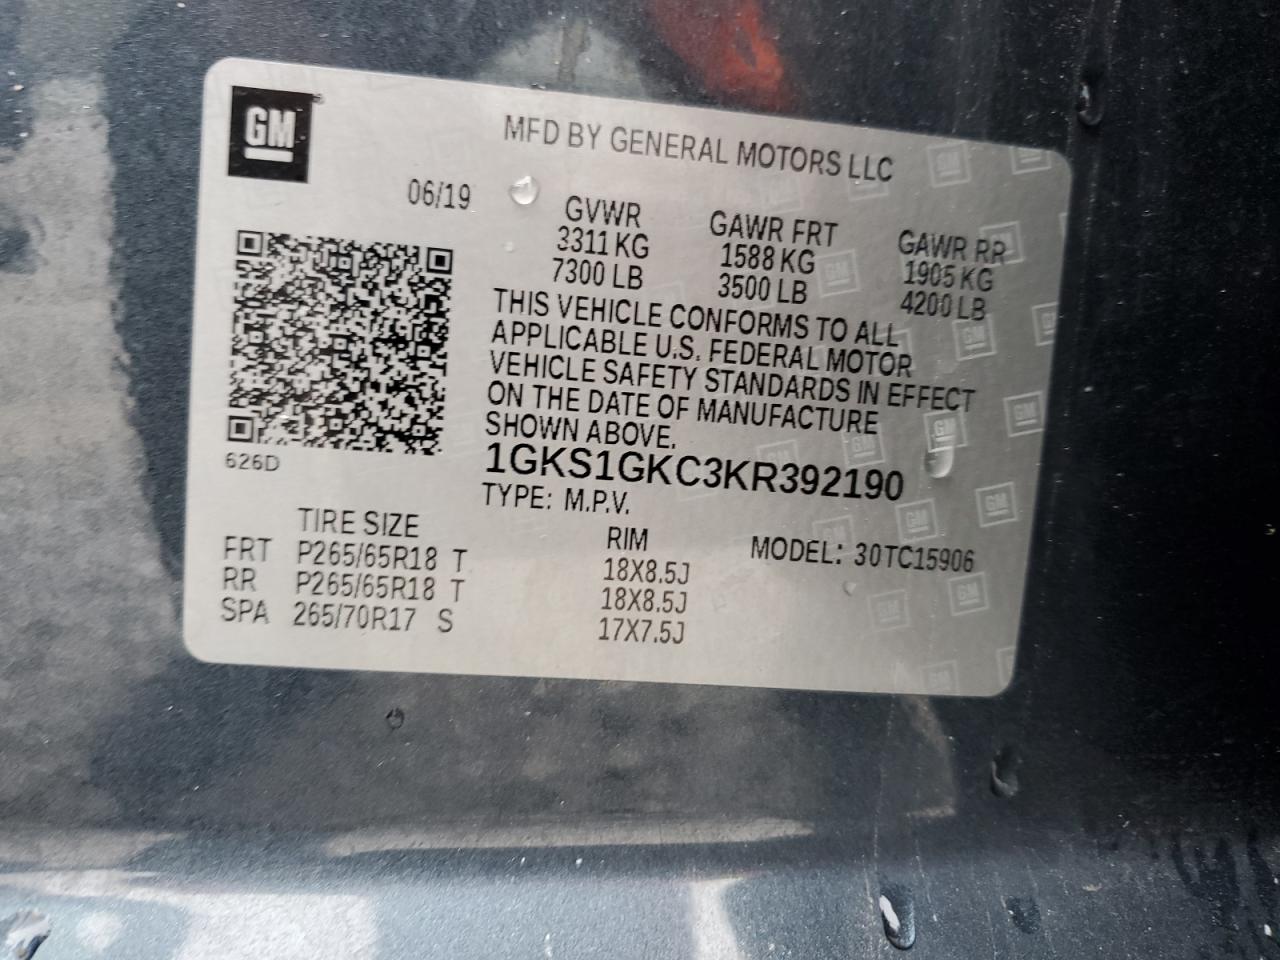 GM
MFD BY GENERAL MOTORS LLC
06/19
GVWR GAWR FRT GAWR RR
3311 KG 1588 KG 1905 KG
7300 LB 3500 LB 4200 LB
THIS VEHICLE CONFORMS TO ALL
APPLICABLE U.S. FEDERAL MOTOR
VEHICLE SAFETY STANDARDS IN EFFECT
ON THE DATE OF MANUFACTURE
SHOWN ABOVE.
626D
1GKS1GKC3KR392190
TYPE: M.P.V.
TIRE SIZE RIM MODEL: 30TC15906
FRT P265/65R18 T 18X8.5J
RR P265/65R18 T 18X8.5J
SPA 265/70R17 S 17X7.5J